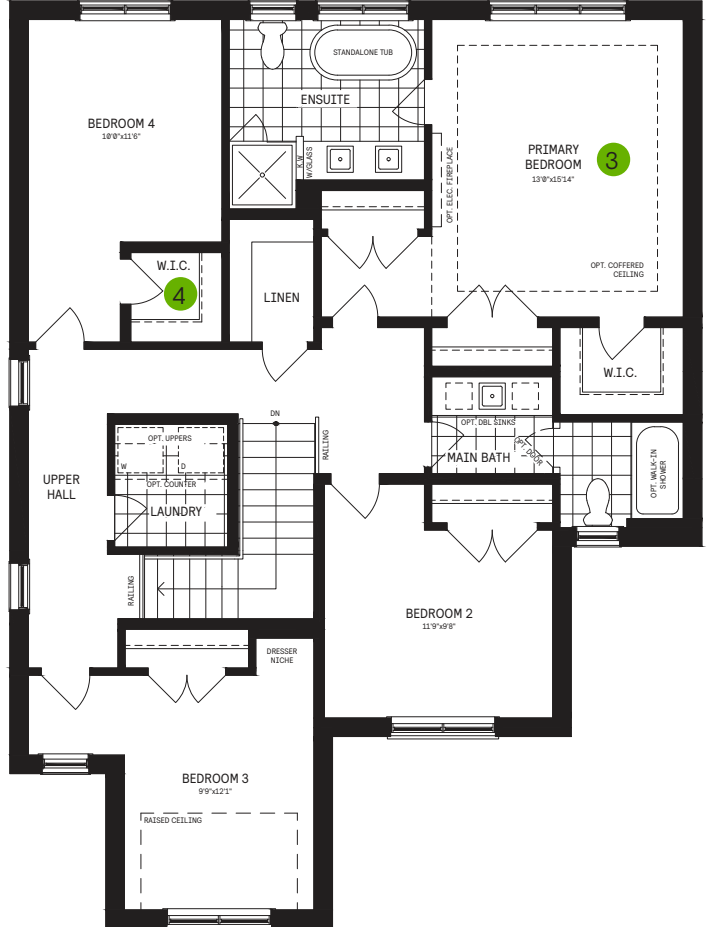 STANDALONE TUB
ENSUITE
BEDROOM 4
10'0"x11'6"
K.W.
W/GLASS
OPT. ELEC. FIREPLACE
PRIMARY
BEDROOM
13'0"x15'14"
3
OPT. COFFERED
CEILING
W.I.C.
4
LINEN
W.I.C.
DN
RAILING
OPT. DBL SINKS
OPT. DOOR
MAIN BATH
OPT. WALK-IN
SHOWER
OPT. UPPERS
W
D
OPT. COUNTER
LAUNDRY
UPPER
HALL
RAILING
BEDROOM 2
11'9"x9'8"
DRESSER
NICHE
BEDROOM 3
9'9"x12'1"
RAISED CEILING